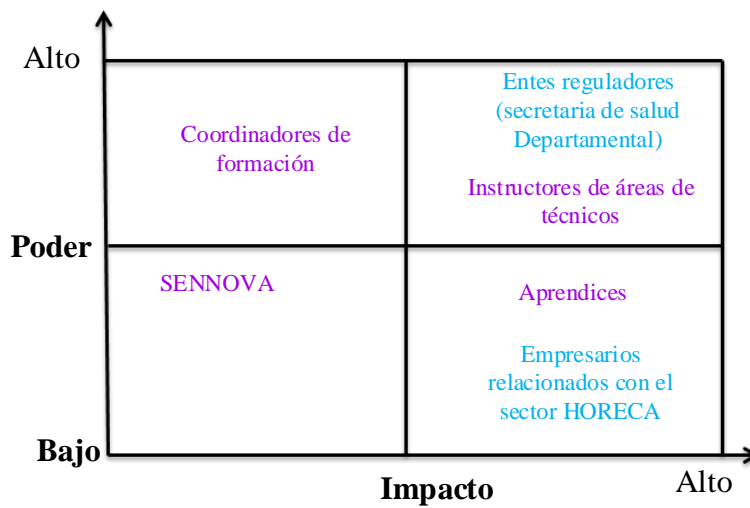 Alto
Entes reguladores
(secretaria de salud
Departamental)
Coordinadores de
formación
Instructores de áreas de
técnicos
Poder
SENNOVA
Aprendices
Empresarios
relacionados con el
sector HORECA
Bajo
Impacto
Alto